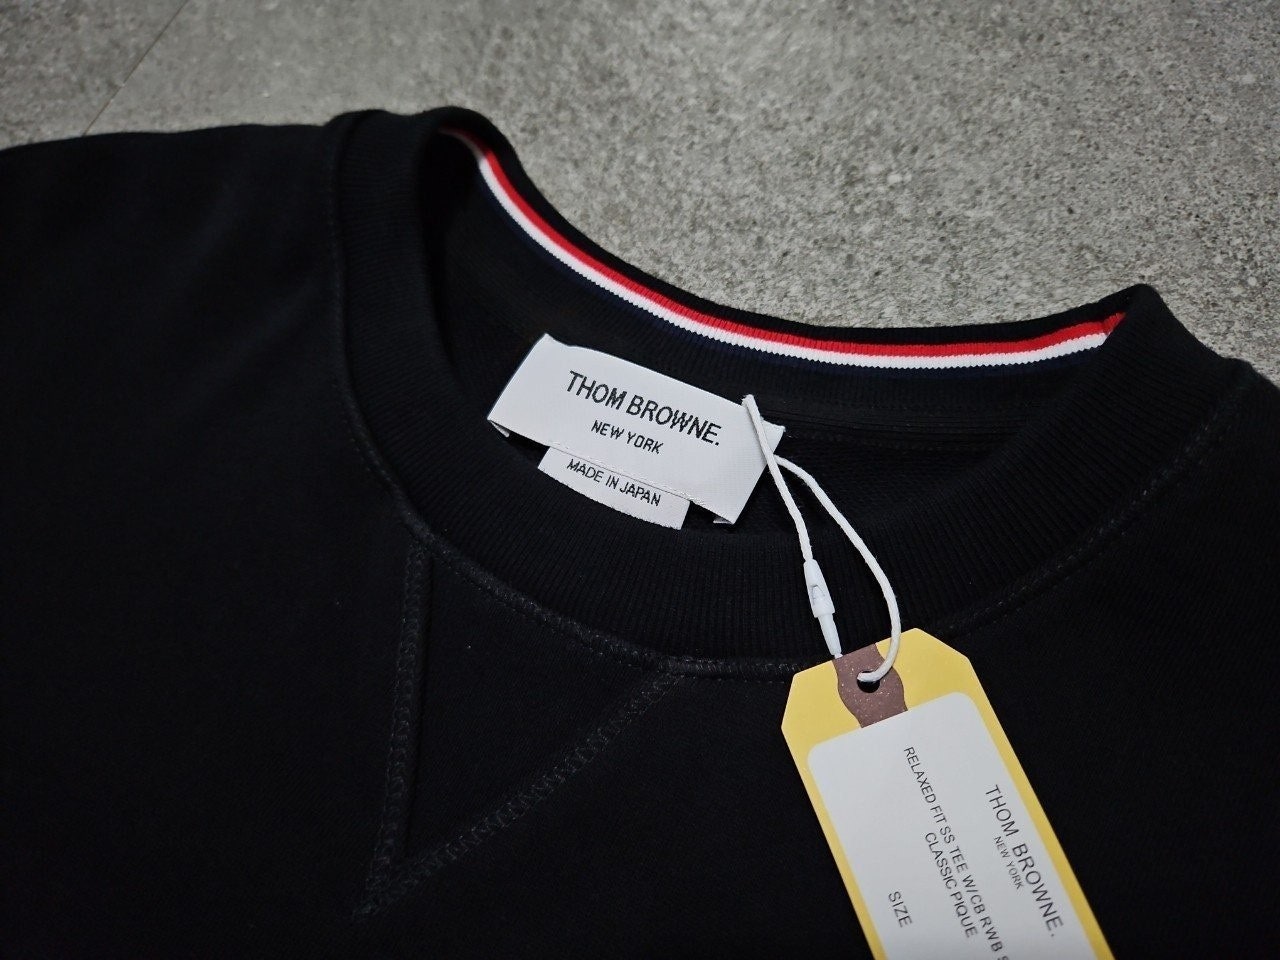 THOM BROWNE.
NEW YORK
MADE IN JAPAN
THOM BROWNE.
NEW YORK
RELAXED FIT SS TEE W/CB RWB
CLASSIC PIQUE
SIZE